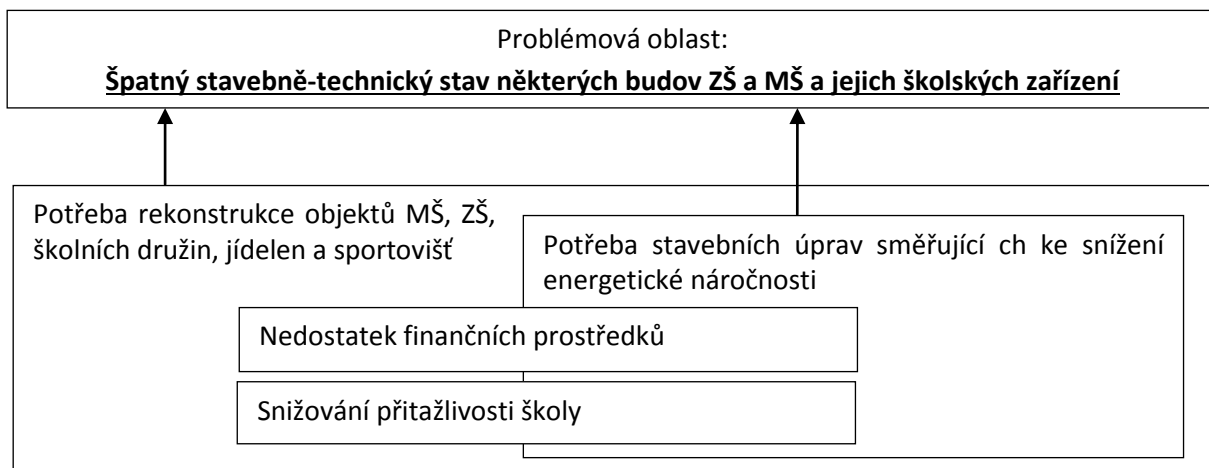 Problémová oblast:
Špatný stavebně-technický stav některých budov ZŠ a MŠ a jejich školských zařízení
Potřeba rekonstrukce objektů MŠ, ZŠ,
školních družin, jídelen a sportovišť
Potřeba stavebních úprav směřující ch ke snížení
energetické náročnosti
Nedostatek finančních prostředků
Snižování přitažlivosti školy